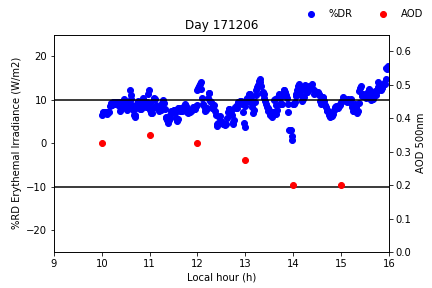 %DR AOD
Day 171206
%RD Erythemal Irradiance (W/m2)
20
10
0
−10
−20
0.6
0.5
0.4
0.3
0.2
0.1
0.0
AOD 500nm
9 10 11 12 13 14 15 16
Local hour (h)